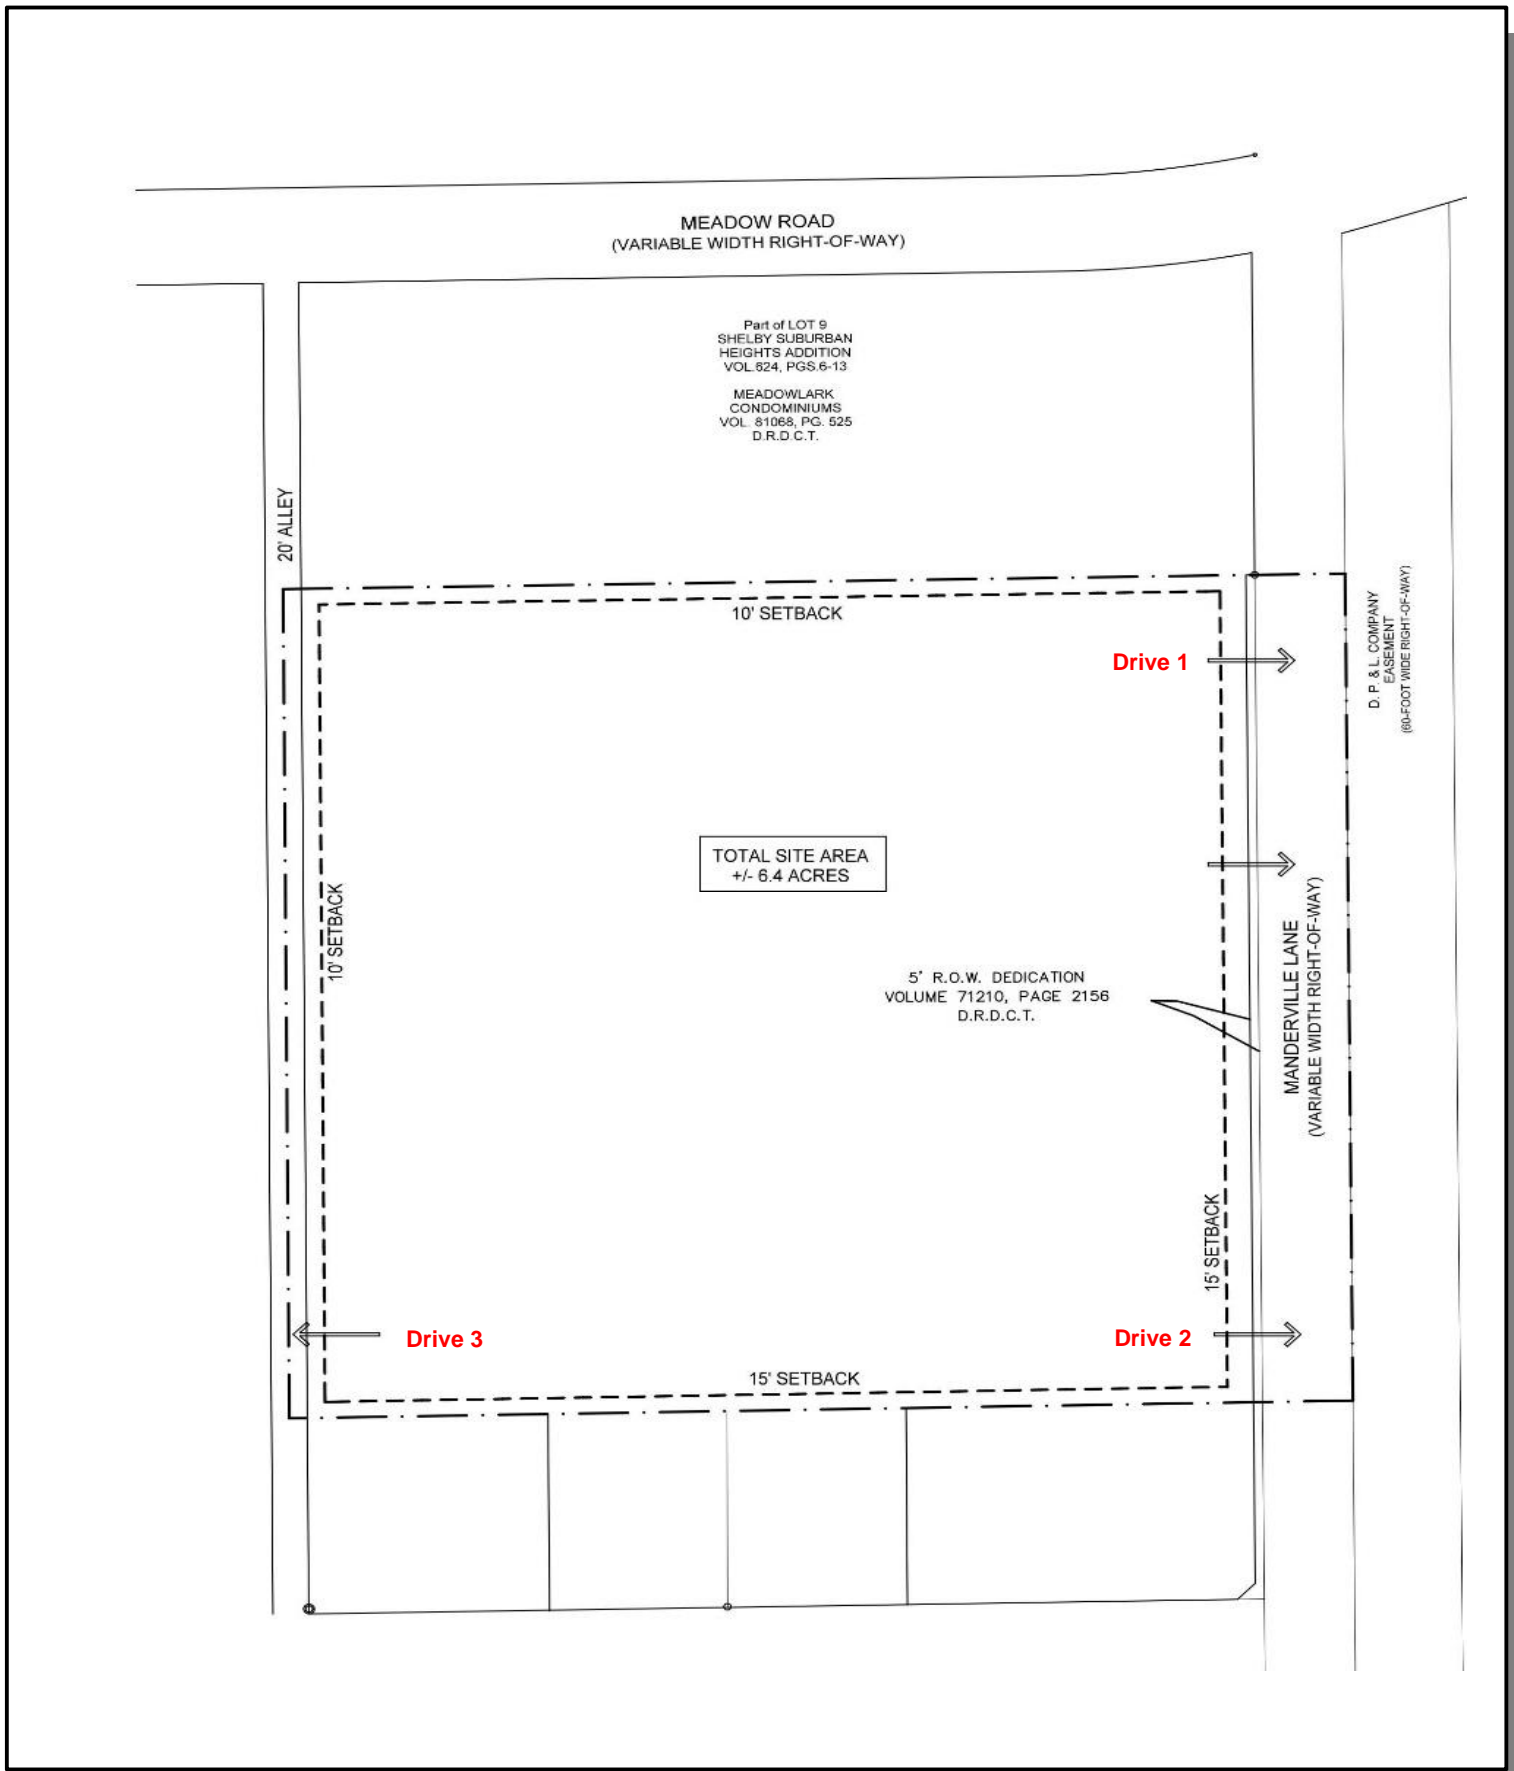 MEADOW ROAD
(VARIABLE WIDTH RIGHT-OF-WAY)
Part of LOT 9
SHELBY SUBURBAN
HEIGHTS ADDITION
VOL.624, PGS.6-13
MEADOWLARK
CONDOMINIUMS
VOL. 81068, PG. 525
D.R.D.C.T.
20' ALLEY
10' SETBACK
Drive 1
D. P. & L. COMPANY
EASEMENT
(60-FOOT WIDE RIGHT-OF-WAY)
TOTAL SITE AREA
+/- 6.4 ACRES
10' SETBACK
5' R.O.W. DEDICATION
VOLUME 71210, PAGE 2156
D.R.D.C.T.
MANDERVILLE LANE
(VARIABLE WIDTH RIGHT-OF-WAY)
15' SETBACK
Drive 3
Drive 2
15' SETBACK